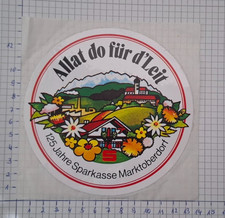 Allat do für d'Leit
125 Jahre Sparkasse Marktoberdorf